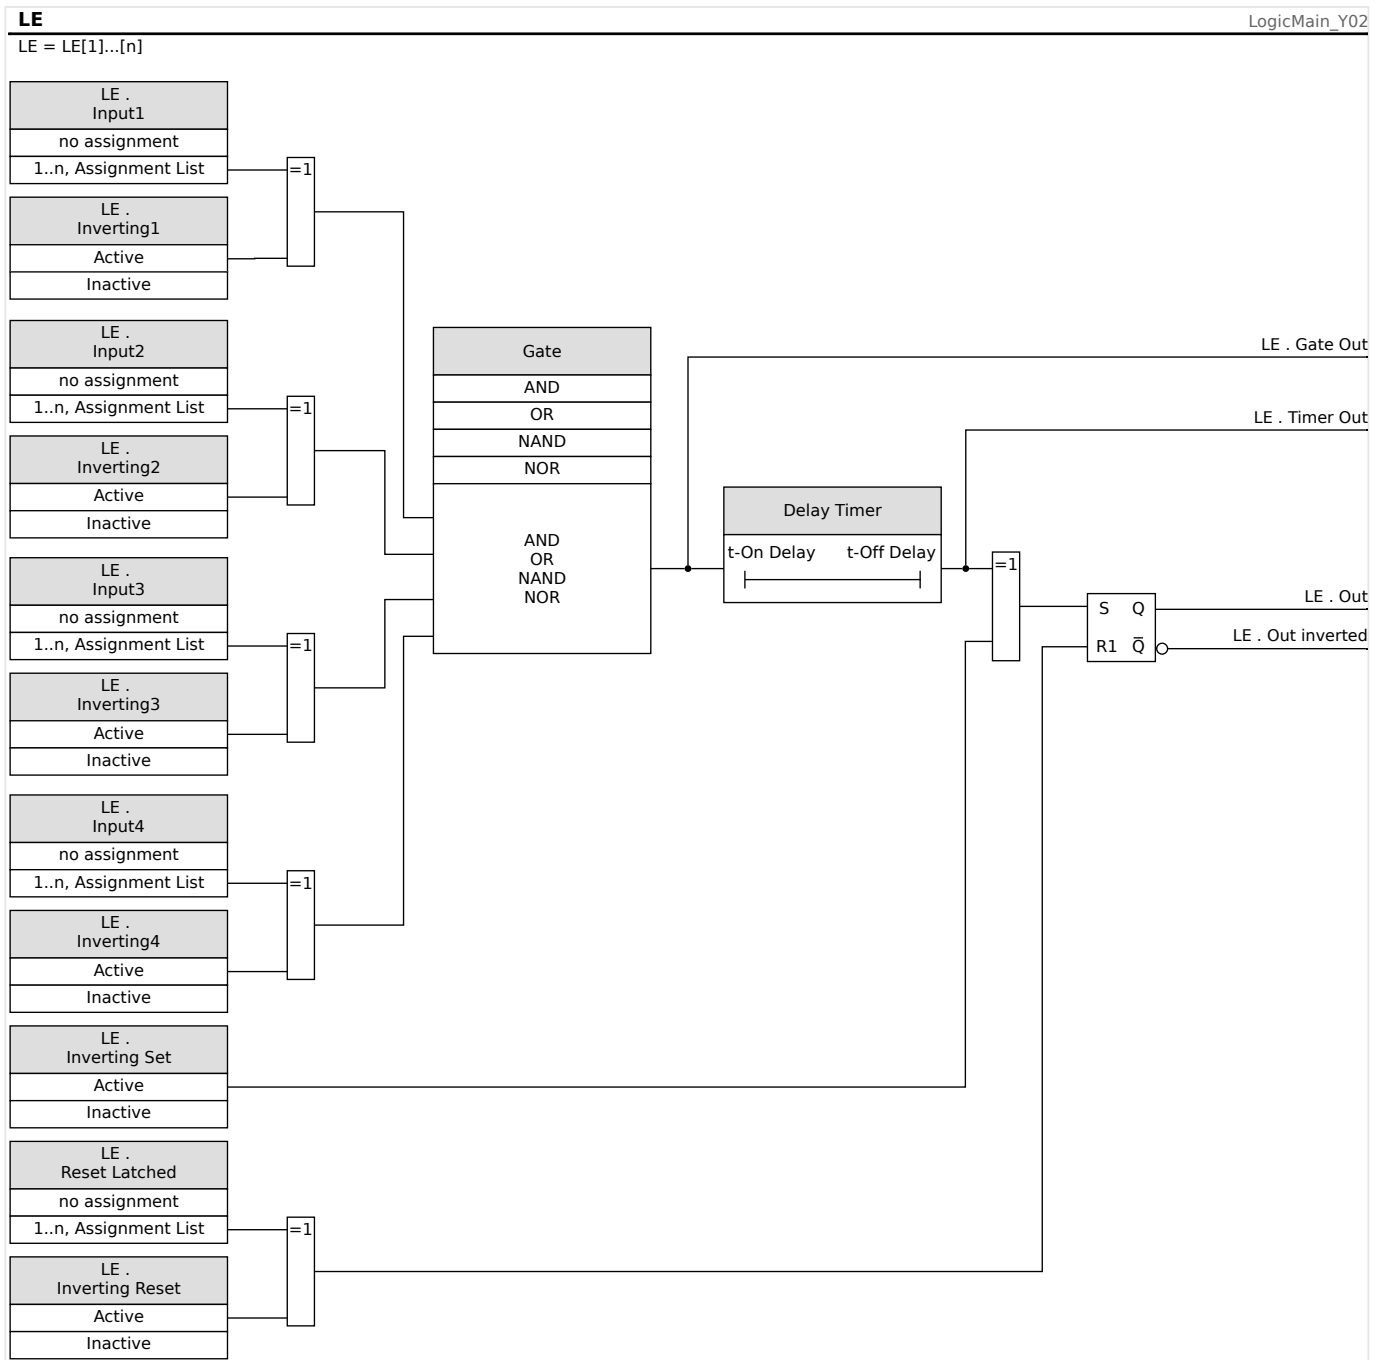 LE
LogicMain_Y02
LE = LE[1]...[n]
LE .
Input1
no assignment
1..n, Assignment List
=1
LE .
Inverting1
Active
Inactive
LE .
Input2
no assignment
1..n, Assignment List
=1
LE .
Inverting2
Active
Inactive
LE .
Input3
no assignment
1..n, Assignment List
=1
LE .
Inverting3
Active
Inactive
LE .
Input4
no assignment
1..n, Assignment List
=1
LE .
Inverting4
Active
Inactive
LE .
Inverting Set
Active
Inactive
LE .
Reset Latched
no assignment
1..n, Assignment List
=1
LE .
Inverting Reset
Active
Inactive
Gate
AND
OR
NAND
NOR
AND
OR
NAND
NOR
Delay Timer
t-On Delay t-Off Delay
=1
S Q
R1 Q̅
LE . Gate Out
LE . Timer Out
LE . Out
LE . Out inverted